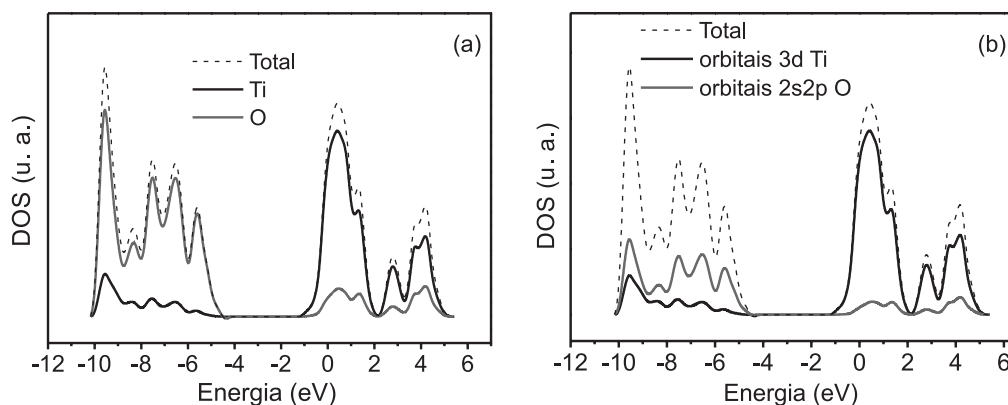 (a)
Total
Ti
O
DOS (u. a.)
-12 -10 -8 -6 -4 -2 0 2 4 6
Energia (eV)
(b)
Total
orbitais 3d Ti
orbitais 2s2p O
DOS (u. a.)
-12 -10 -8 -6 -4 -2 0 2 4 6
Energia (eV)